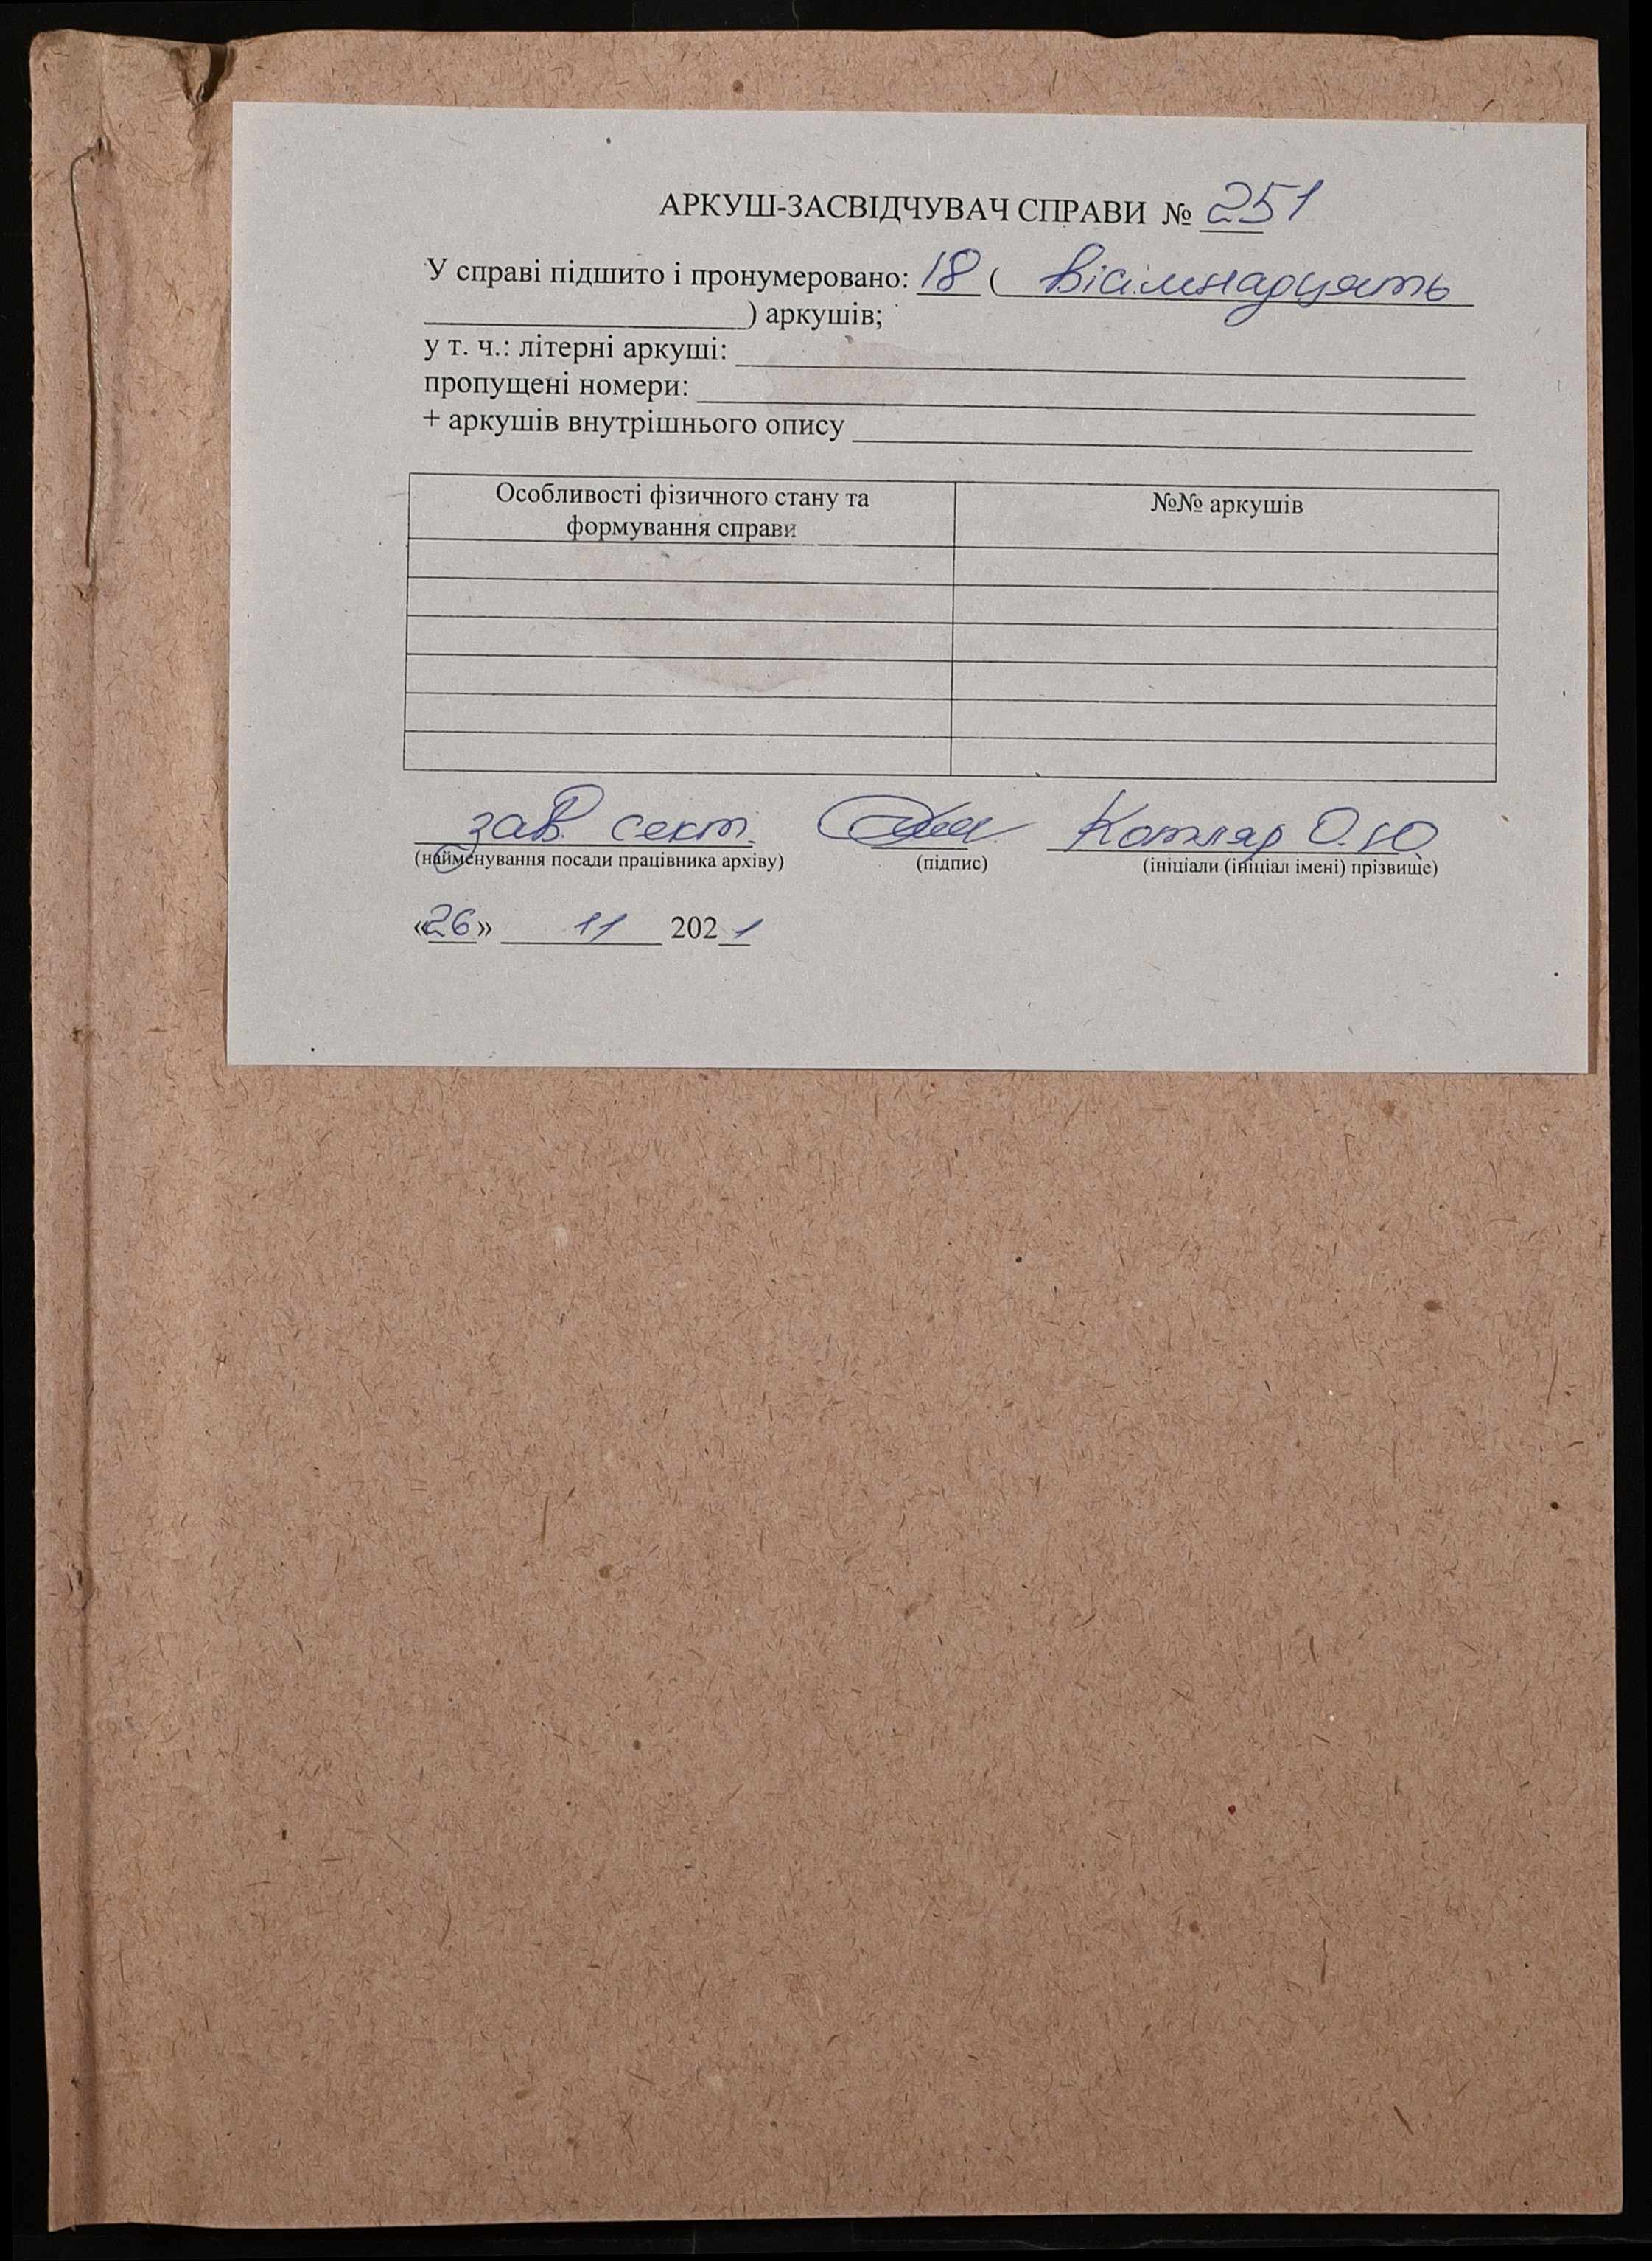 АРКУШ-ЗАСВІДЧУВАЧ СПРАВИ № 251
У справі підшито і пронумеровано: 18 ( Вісімнадцять
) аркушів;
у т. ч.: літерні аркуші:
пропущені номери:
+ аркушів внутрішнього опису
Особливості фізичного стану та
формування справи
№№ аркушів
зав. сект. Котляр О.Ю.
(найменування посади працівника архіву) (підпис) (ініціали (ініціал імені) прізвище)
«26» 11 2021